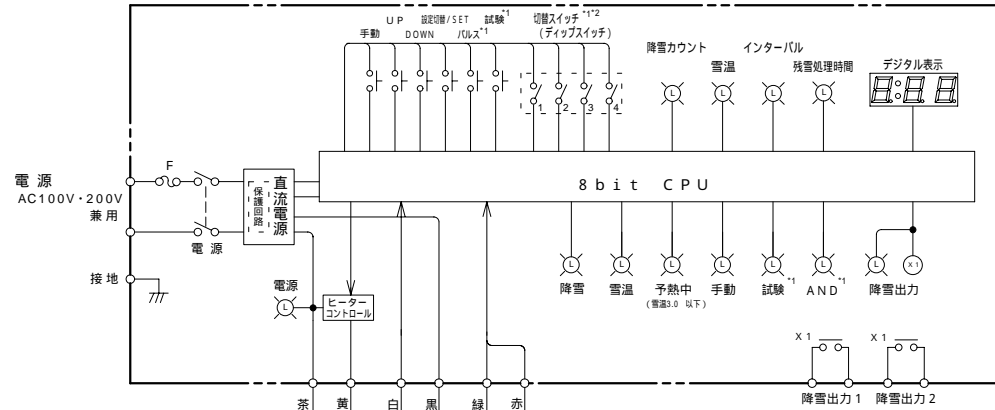 UP 設定切替/SET 試験*1 切替スイッチ*1*2
手動 DOWN パルス*1 (ディップスイッチ)
降雪カウント インターバル
雪温 残雪処理時間 デジタル表示
L L L L 8:88
1 2 3 4
F
電源
AC100V・200V
兼用
保護回路
直流電源
8bit CPU
電源
接地
電源
L
ヒーター
コントロール
L L L L L L L X1
降雪 雪温 予熱中 手動 試験*1 AND*1 降雪出力
(雪温3.0 以下)
X1 X1
茶 黄 白 黒 緑 赤 降雪出力1 降雪出力2